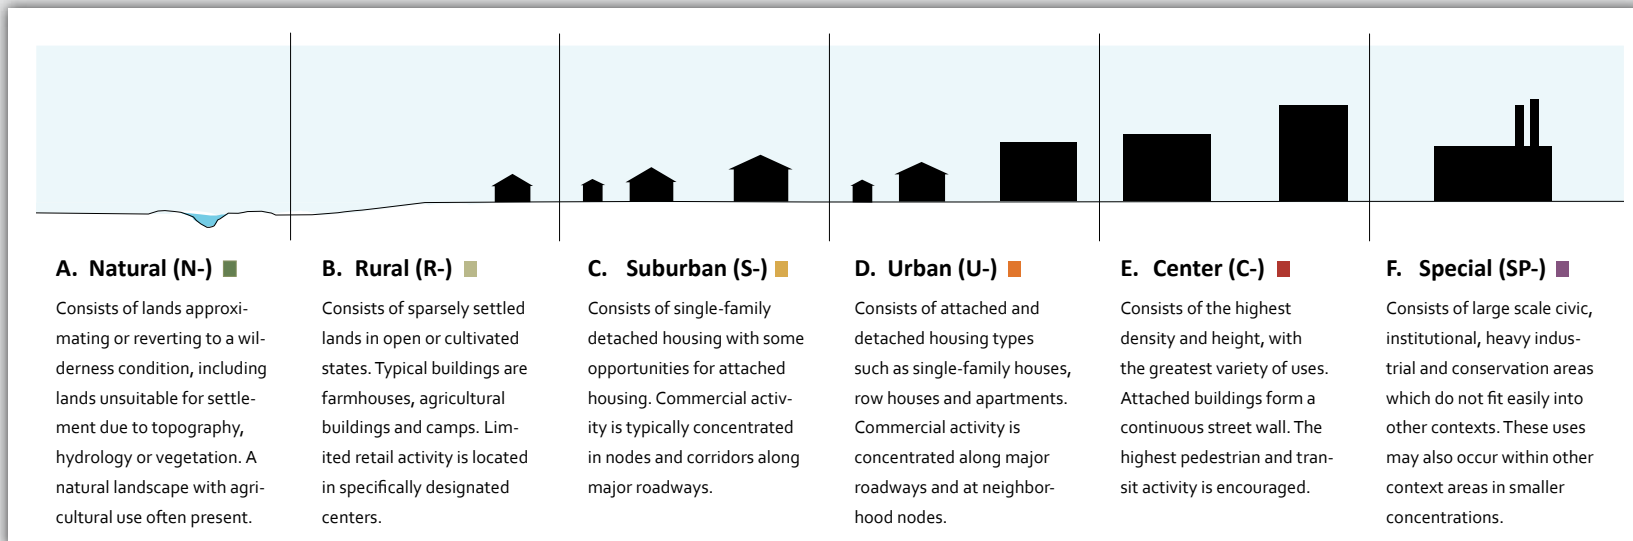 A. Natural (N-)
Consists of lands approxi-
mating or reverting to a wil-
derness condition, including
lands unsuitable for settle-
ment due to topography,
hydrology or vegetation. A
natural landscape with agri-
cultural use often present.
B. Rural (R-)
Consists of sparsely settled
lands in open or cultivated
states. Typical buildings are
farmhouses, agricultural
buildings and camps. Lim-
ited retail activity is located
in specifically designated
centers.
C. Suburban (S-)
Consists of single-family
detached housing with some
opportunities for attached
housing. Commercial activ-
ity is typically concentrated
in nodes and corridors along
major roadways.
D. Urban (U-)
Consists of attached and
detached housing types
such as single-family houses,
row houses and apartments.
Commercial activity is
concentrated along major
roadways and at neighbor-
hood nodes.
E. Center (C-)
Consists of the highest
density and height, with
the greatest variety of uses.
Attached buildings form a
continuous street wall. The
highest pedestrian and tran-
sit activity is encouraged.
F. Special (SP-)
Consists of large scale civic,
institutional, heavy indus-
trial and conservation areas
which do not fit easily into
other contexts. These uses
may also occur within other
context areas in smaller
concentrations.